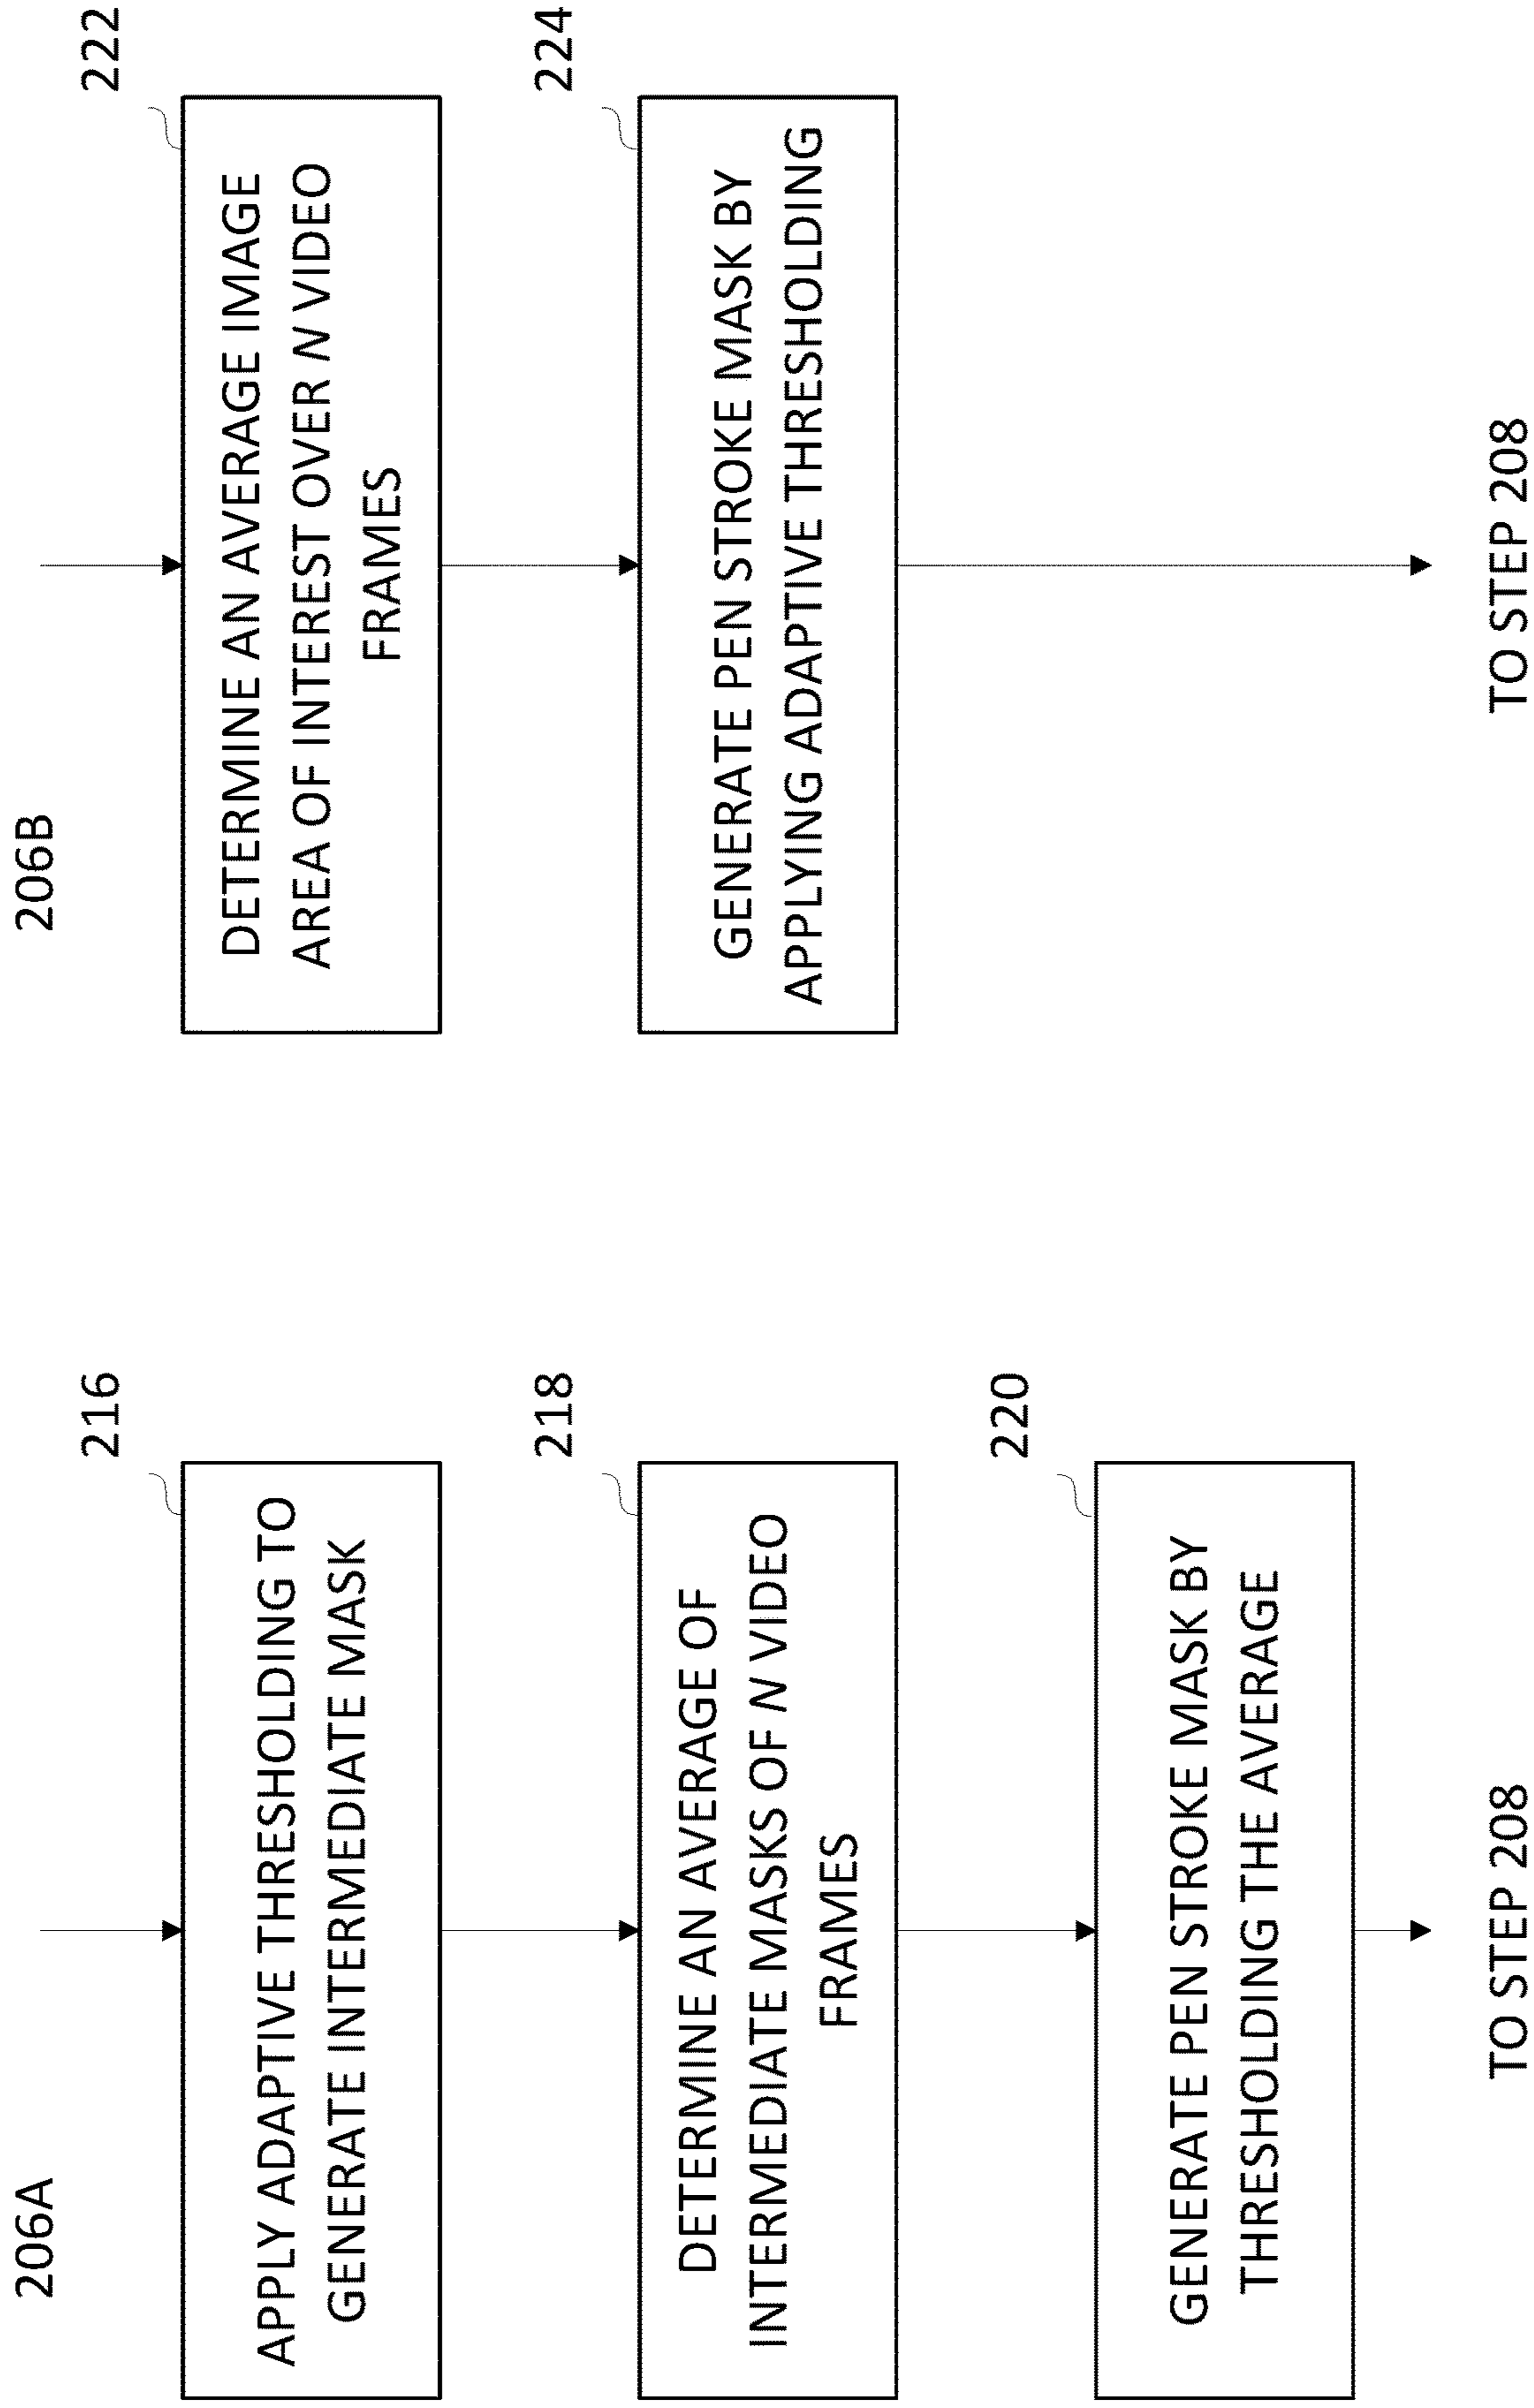 206A
216
APPLY ADAPTIVE THRESHOLDING TO
GENERATE INTERMEDIATE MASK
218
DETERMINE AN AVERAGE OF
INTERMEDIATE MASKS OF N VIDEO
FRAMES
220
GENERATE PEN STROKE MASK BY
THRESHOLDING THE AVERAGE
TO STEP 208
206B
222
DETERMINE AN AVERAGE IMAGE
AREA OF INTEREST OVER N VIDEO
FRAMES
224
GENERATE PEN STROKE MASK BY
APPLYING ADAPTIVE THRESHOLDING
TO STEP 208